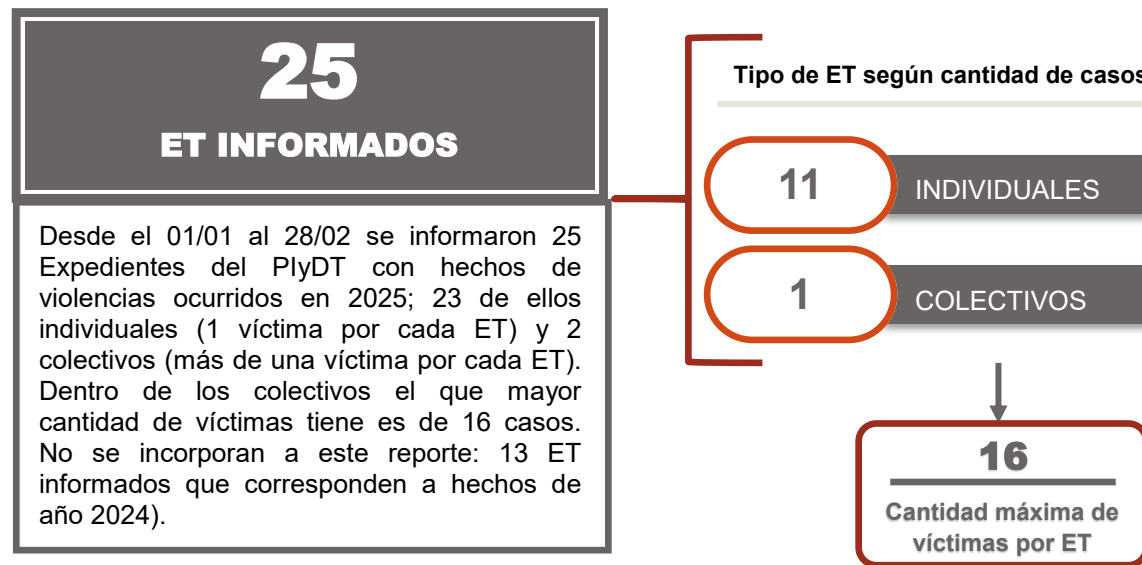 25
ET INFORMADOS
Desde el 01/01 al 28/02 se informaron 25
Expedientes del PIyDT con hechos de
violencias ocurridos en 2025; 23 de ellos
individuales (1 víctima por cada ET) y 2
colectivos (más de una víctima por cada ET).
Dentro de los colectivos el que mayor
cantidad de víctimas tiene es de 16 casos.
No se incorporan a este reporte: 13 ET
informados que corresponden a hechos de
año 2024).
Tipo de ET según cantidad de casos
11
INDIVIDUALES
1
COLECTIVOS
16
Cantidad máxima de
víctimas por ET